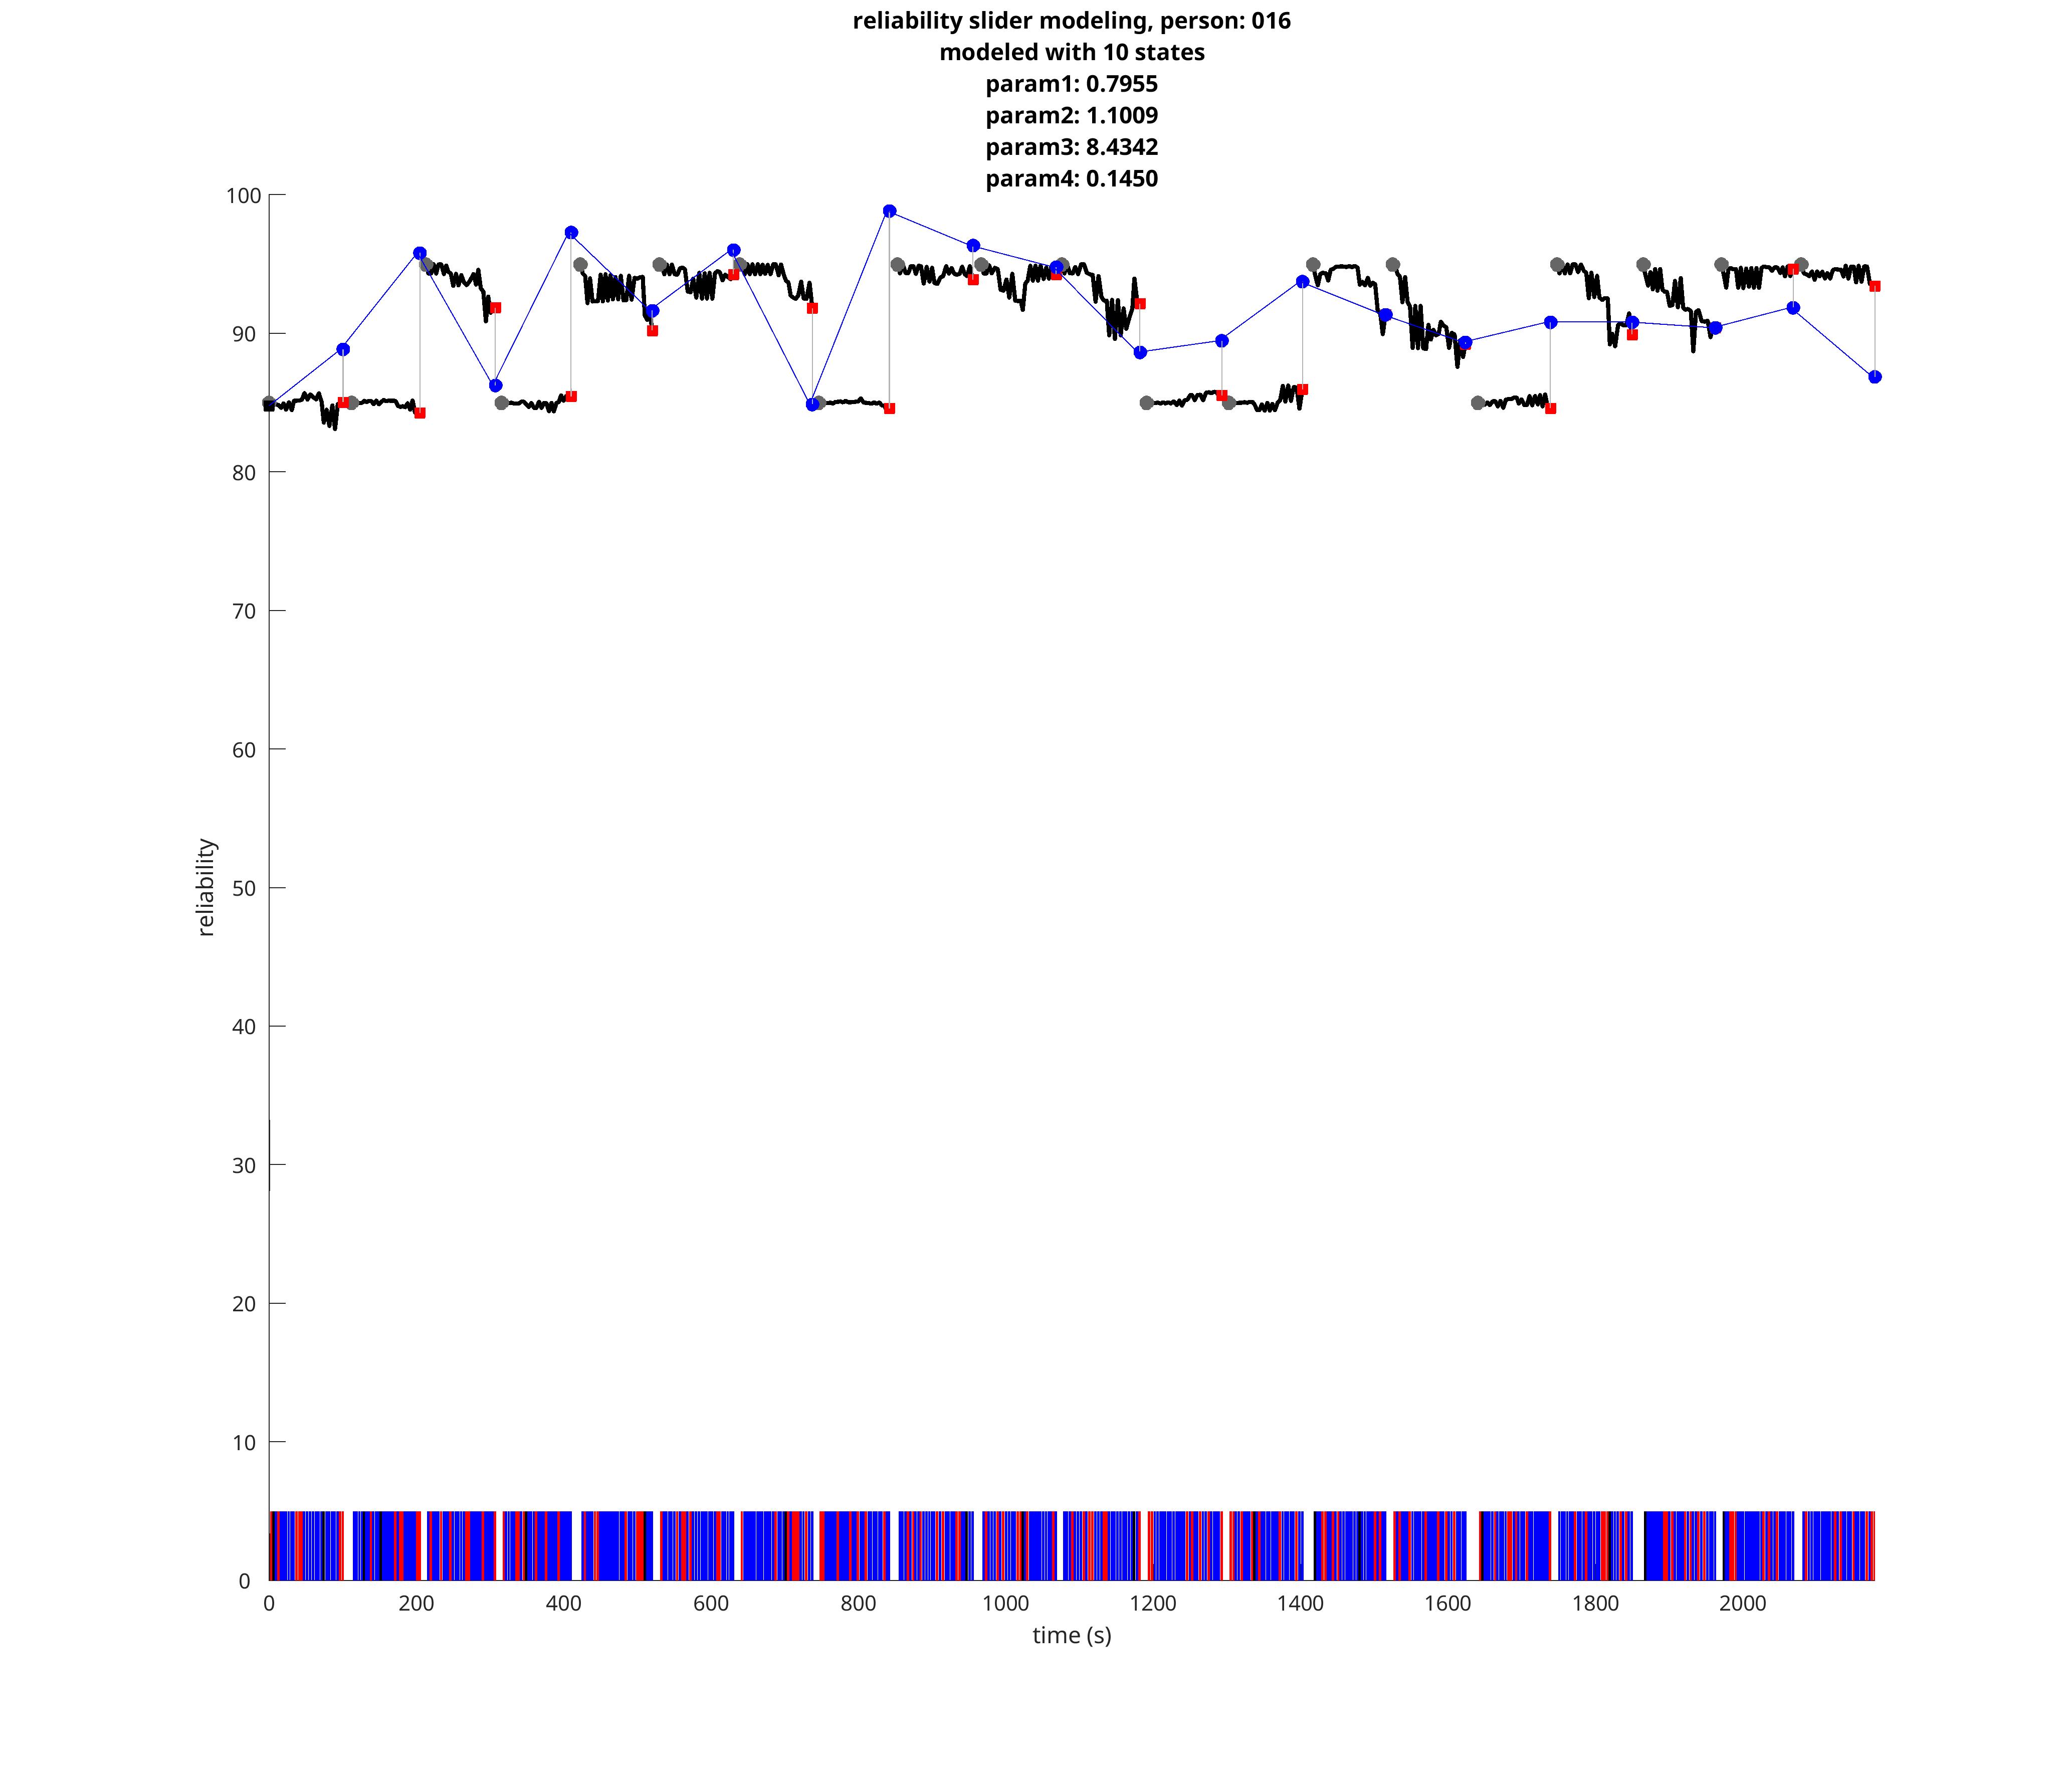 reliability slider modeling, person: 016
modeled with 10 states
param1: 0.7955
param2: 1.1009
param3: 8.4342
param4: 0.1450
100
90
80
70
60
50
40
30
20
10
0
reliability
0 200 400 600 800 1000 1200 1400 1600 1800 2000
time (s)